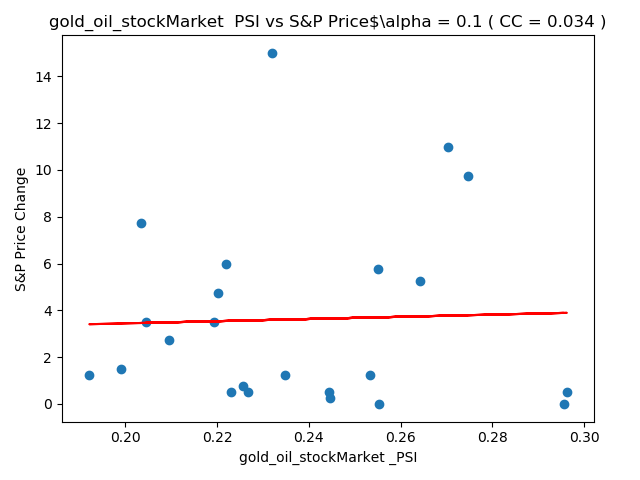 gold_oil_stockMarket  PSI vs S&P Price$\alpha = 0.1 ( CC = 0.034 )
14
12
10
8
6
4
2
0
S&P Price Change
0.20 0.22 0.24 0.26 0.28 0.30
gold_oil_stockMarket _PSI